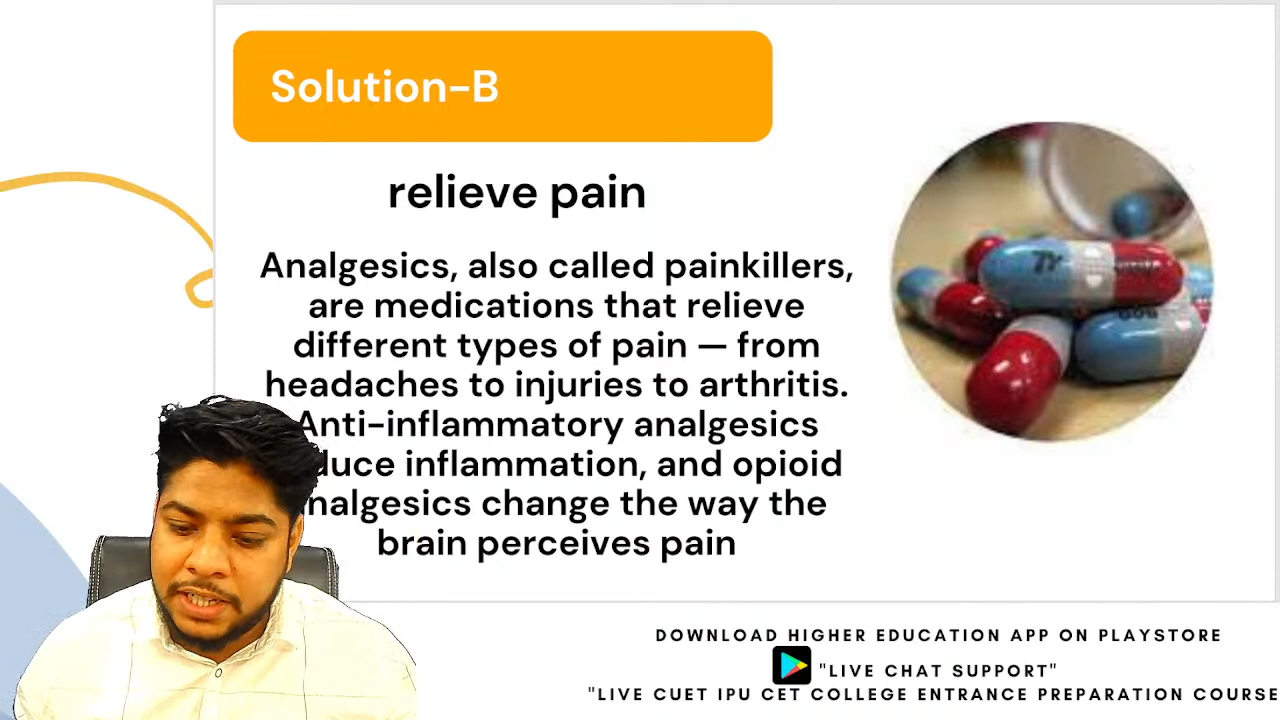 Solution-B
relieve pain
Analgesics, also called painkillers,
are medications that relieve
different types of pain — from
headaches to injuries to arthritis.
Anti-inflammatory analgesics
duce inflammation, and opioid
nalgesics change the way the
brain perceives pain
DOWNLOAD HIGHER EDUCATION APP ON PLAYSTORE
"LIVE CHAT SUPPORT"
"LIVE CUET IPU CET COLLEGE ENTRANCE PREPARATION COURSE